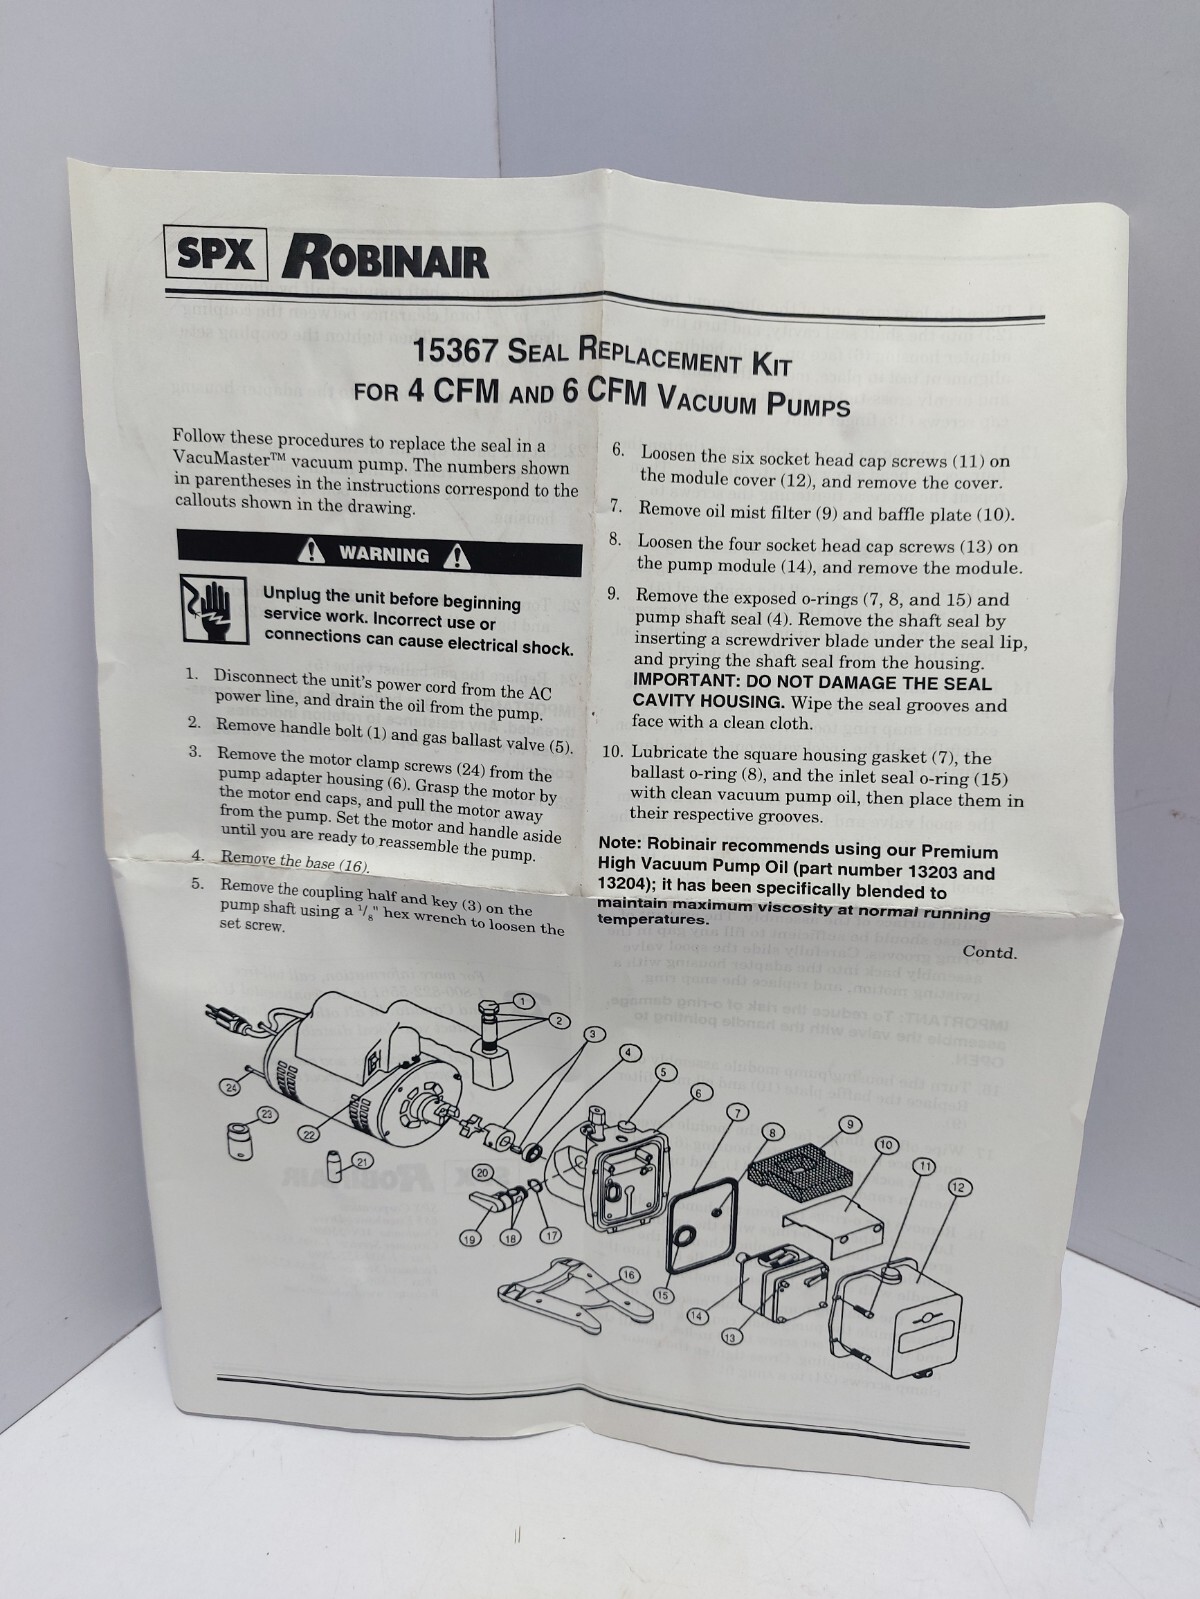 SPX ROBINAIR
15367 SEAL REPLACEMENT KIT
FOR 4 CFM AND 6 CFM VACUUM PUMPS
Follow these procedures to replace the seal in a
VacuMaster™ vacuum pump. The numbers shown
in parentheses in the instructions correspond to the
callouts shown in the drawing.
WARNING
Unplug the unit before beginning
service work. Incorrect use or
connections can cause electrical shock.
1. Disconnect the unit's power cord from the AC
power line, and drain the oil from the pump.
2. Remove handle bolt (1) and gas ballast valve (5).
3. Remove the motor clamp screws (24) from the
pump adapter housing (6). Grasp the motor by
the motor end caps, and pull the motor away
from the pump. Set the motor and handle aside
until you are ready to reassemble the pump.
4. Remove the base (16).
5. Remove the coupling half and key (3) on the
pump shaft using a 1/8" hex wrench to loosen the
set screw.
6. Loosen the six socket head cap screws (11) on
the module cover (12), and remove the cover.
7. Remove oil mist filter (9) and baffle plate (10).
8. Loosen the four socket head cap screws (13) on
the pump module (14), and remove the module.
9. Remove the exposed o-rings (7, 8, and 15) and
pump shaft seal (4). Remove the shaft seal by
inserting a screwdriver blade under the seal lip,
and prying the shaft seal from the housing.
IMPORTANT: DO NOT DAMAGE THE SEAL
CAVITY HOUSING. Wipe the seal grooves and
face with a clean cloth.
10. Lubricate the square housing gasket (7), the
ballast o-ring (8), and the inlet seal o-ring (15)
with clean vacuum pump oil, then place them in
their respective grooves.
Note: Robinair recommends using our Premium
High Vacuum Pump Oil (part number 13203 and
13204); it has been specifically blended to
maintain maximum viscosity at normal running
temperatures.
Contd.
1
2
3
4
5
6
7
8
9
10
11
12
24
23
22
21
20
19
18
17
16
15
14
13